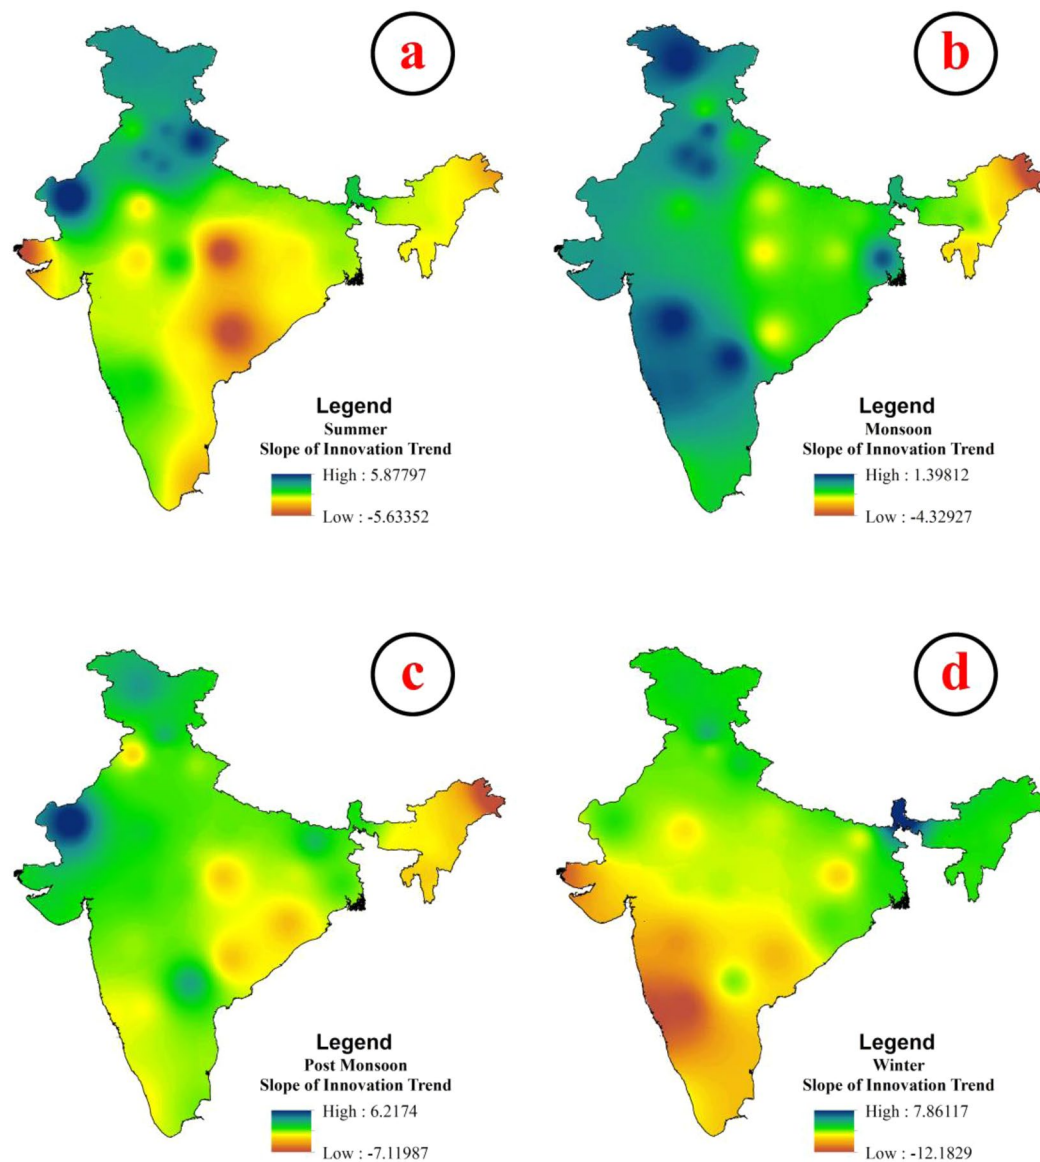 a
b
Legend
Summer
Slope of Innovation Trend
High : 5.87797
Low : -5.63352
Legend
Monsoon
Slope of Innovation Trend
High : 1.39812
Low : -4.32927
c
d
Legend
Post Monsoon
Slope of Innovation Trend
High : 6.2174
Low : -7.11987
Legend
Winter
Slope of Innovation Trend
High : 7.86117
Low : -12.1829